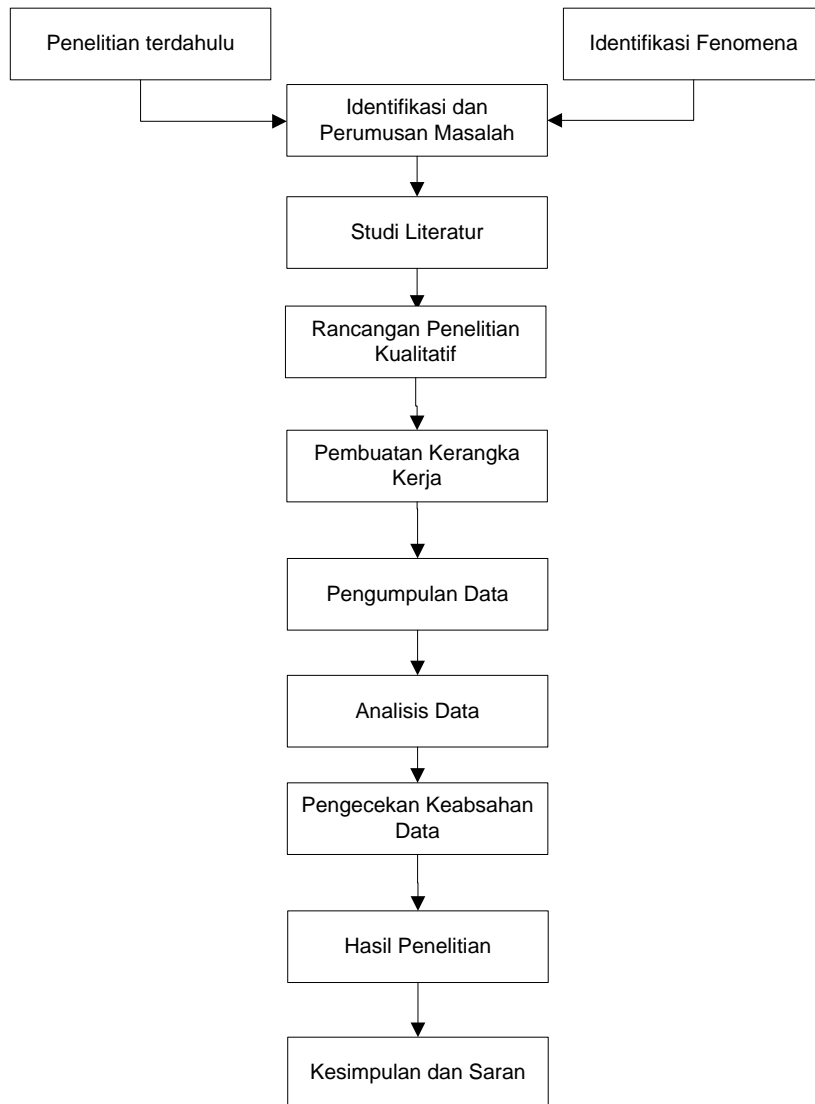 Penelitian terdahulu
Identifikasi Fenomena
Identifikasi dan
Perumusan Masalah
Studi Literatur
Rancangan Penelitian
Kualitatif
Pembuatan Kerangka
Kerja
Pengumpulan Data
Analisis Data
Pengecekan Keabsahan
Data
Hasil Penelitian
Kesimpulan dan Saran